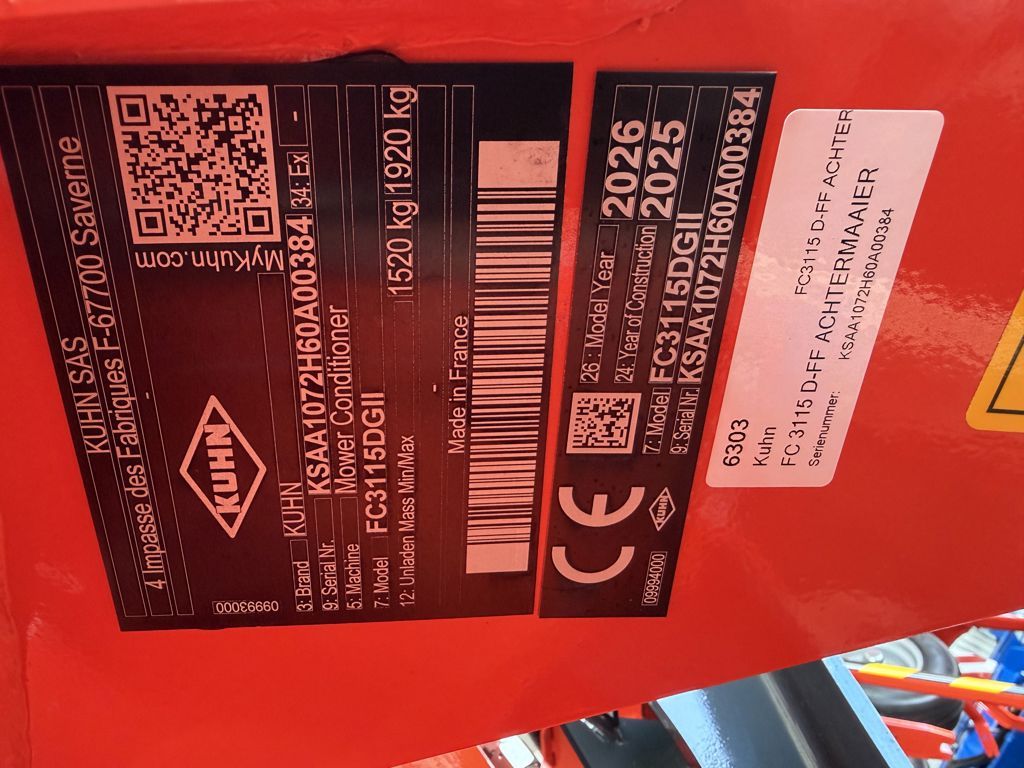 KUHN SAS
4 Impasse des Fabriques F-67700 Saverne
-
MyKuhn.com
KUHN
09993000
3: Brand KUHN
9: Serial Nr. KSAA1072H60A00384 34: Ex -
5: Machine Mower Conditioner
7: Model FC3115DGII
12: Unladen Mass Min/Max 1520 kg 1920 kg
-
Made in France
CE
26 : Model Year 2026
24: Year of Construction 2025
7: Model FC3115DGII
9: Serial Nr. KSAA1072H60A00384
KUHN
09994000
6303
Kuhn FC3115 D-FF ACHTER
FC 3115 D-FF ACHTERMAAIER
Serienummer: KSAA1072H60A00384